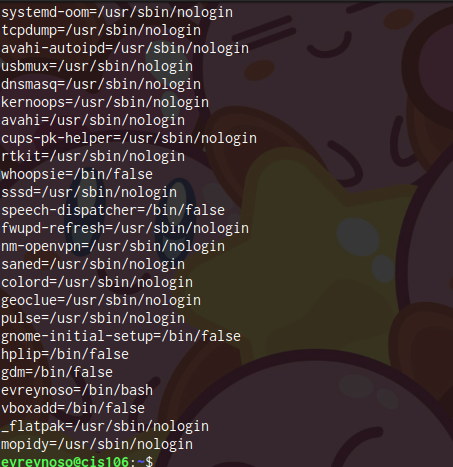 systemd-oom=/usr/sbin/nologin
tcpdump=/usr/sbin/nologin
avahi-autoipd=/usr/sbin/nologin
usbmux=/usr/sbin/nologin
dnsmasq=/usr/sbin/nologin
kernoops=/usr/sbin/nologin
avahi=/usr/sbin/nologin
cups-pk-helper=/usr/sbin/nologin
rtkit=/usr/sbin/nologin
whoopsie=/bin/false
sssd=/usr/sbin/nologin
speech-dispatcher=/bin/false
fwupd-refresh=/usr/sbin/nologin
nm-openvpn=/usr/sbin/nologin
saned=/usr/sbin/nologin
colord=/usr/sbin/nologin
geoclue=/usr/sbin/nologin
pulse=/usr/sbin/nologin
gnome-initial-setup=/bin/false
hplip=/bin/false
gdm=/bin/false
evreynoso=/bin/bash
vboxadd=/bin/false
_flatpak=/usr/sbin/nologin
mopidy=/usr/sbin/nologin
evreynoso@cis106:~$